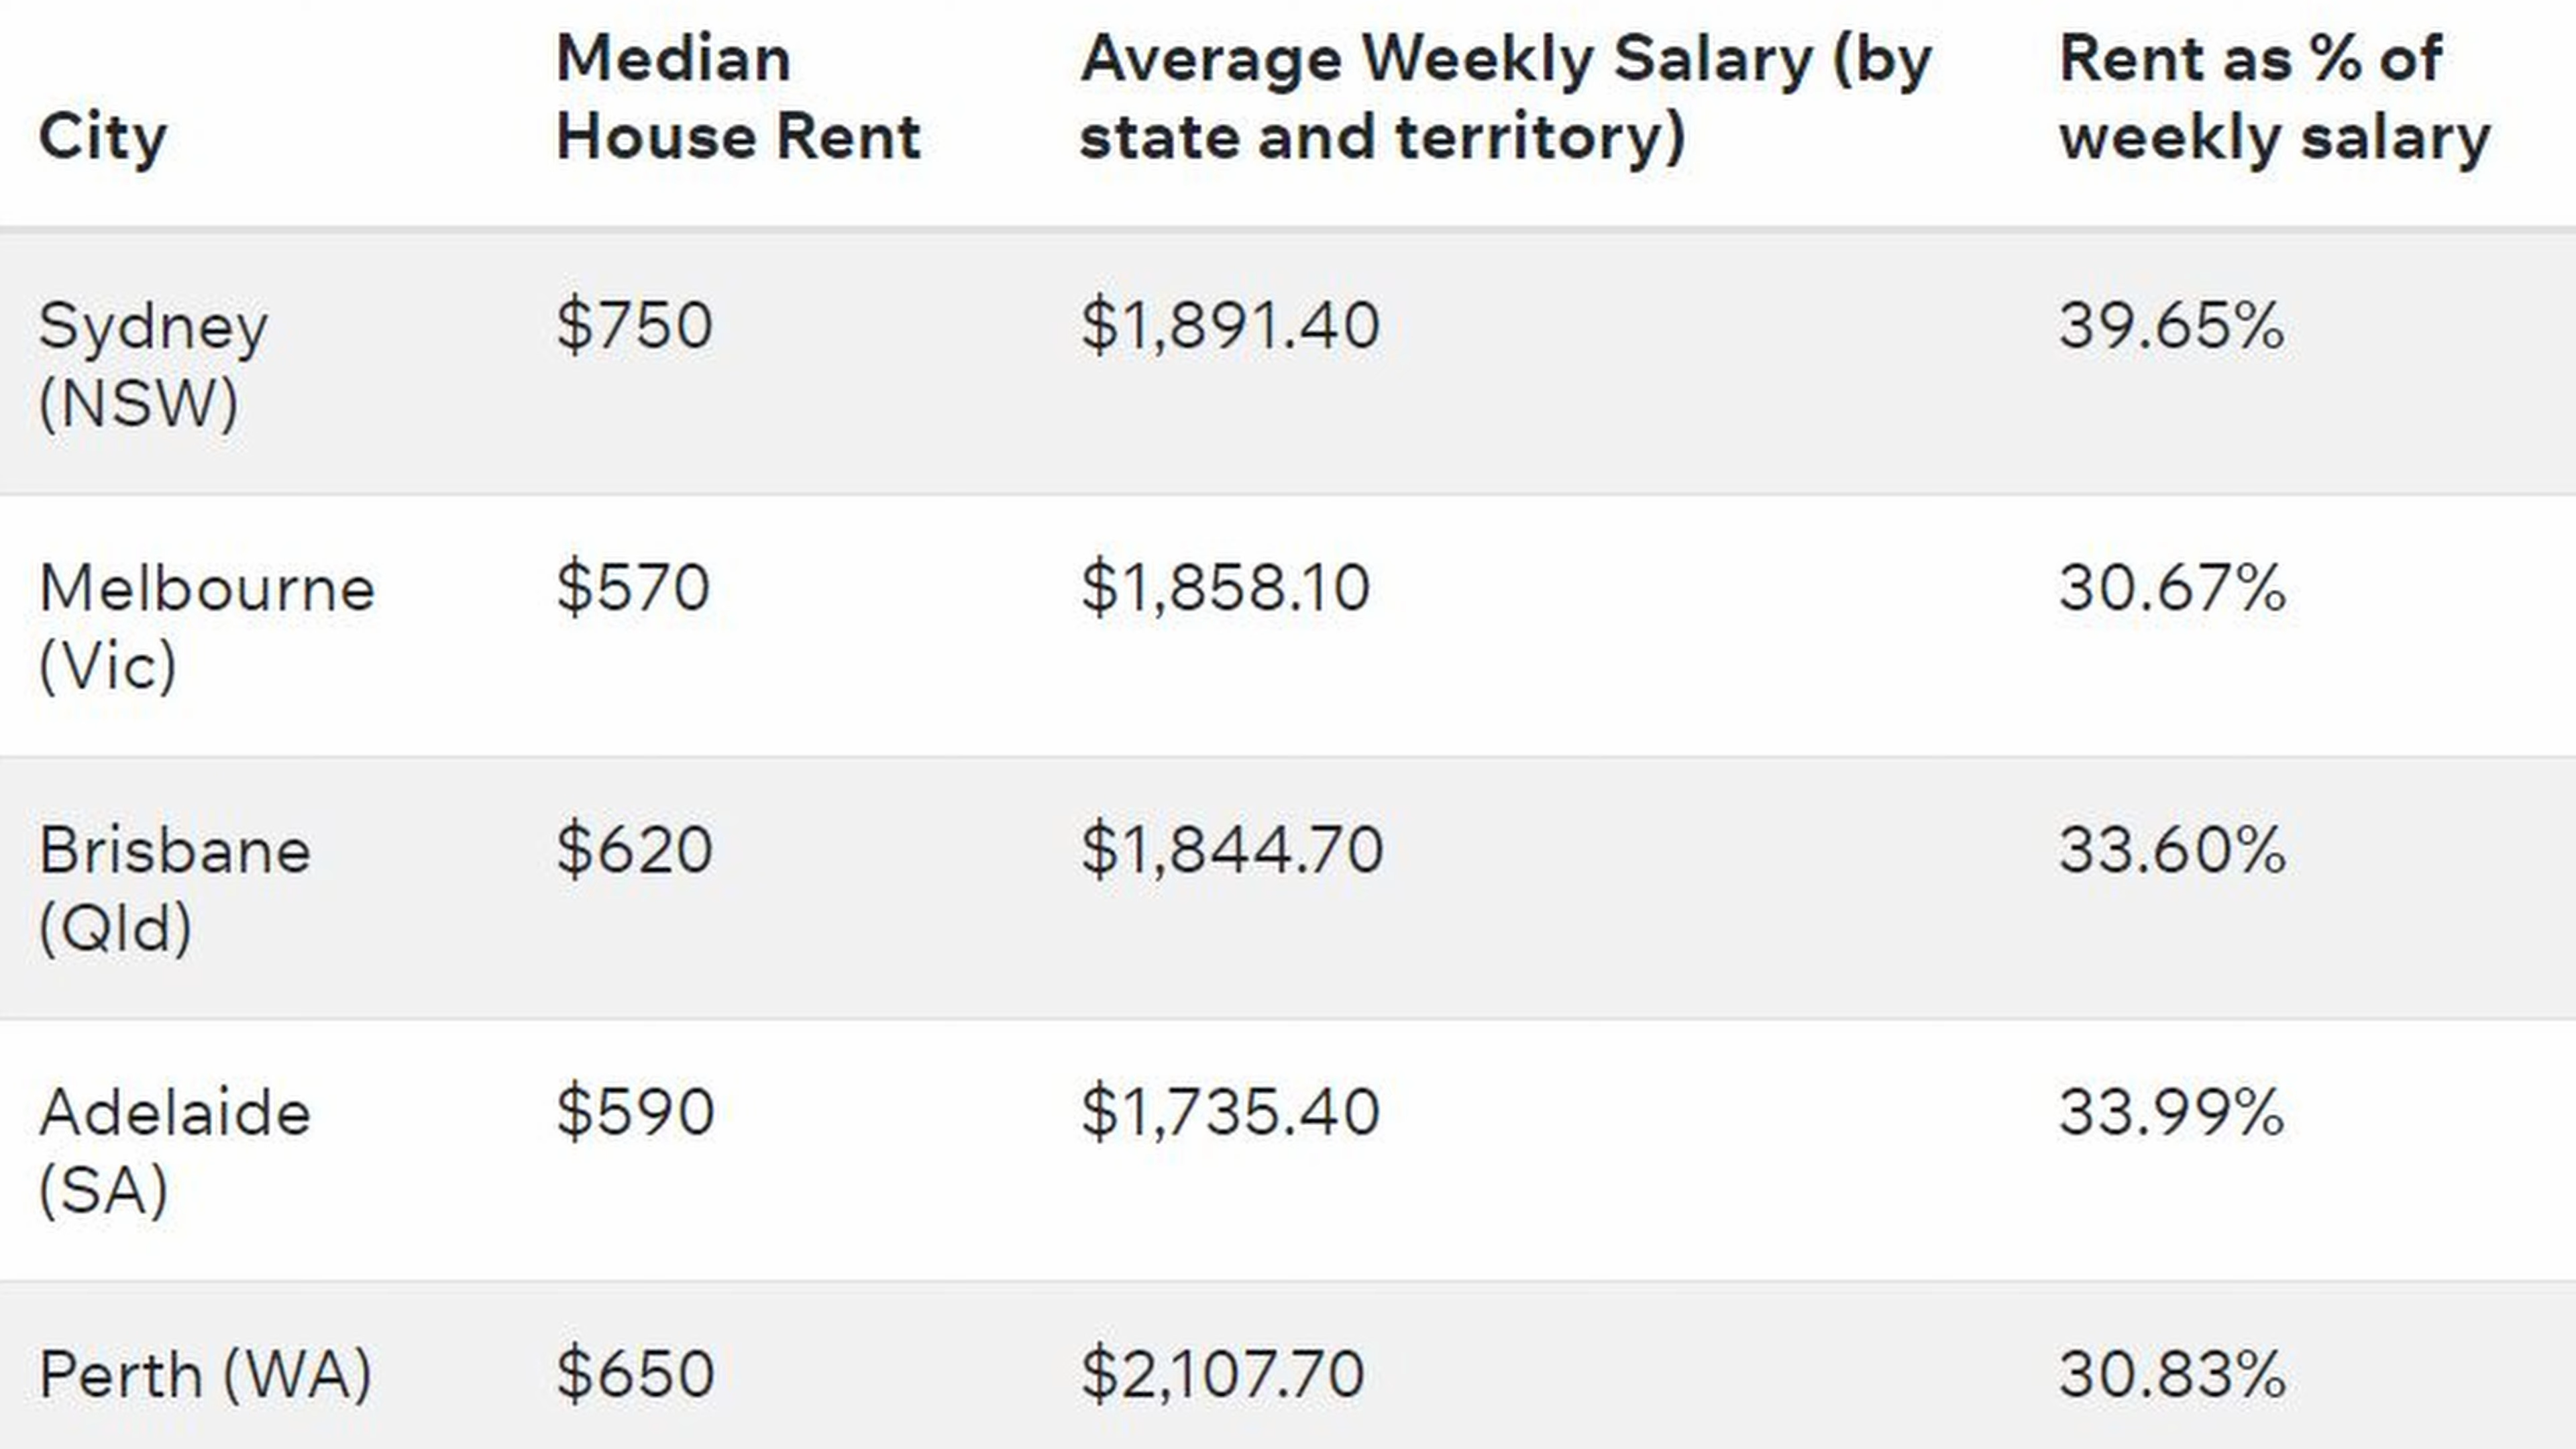 City
Median
House Rent
Average Weekly Salary (by
state and territory)
Rent as % of
weekly salary
Sydney
(NSW)
$750
$1,891.40
39.65%
Melbourne
(Vic)
$570
$1,858.10
30.67%
Brisbane
(Qld)
$620
$1,844.70
33.60%
Adelaide
(SA)
$590
$1,735.40
33.99%
Perth (WA)
$650
$2,107.70
30.83%